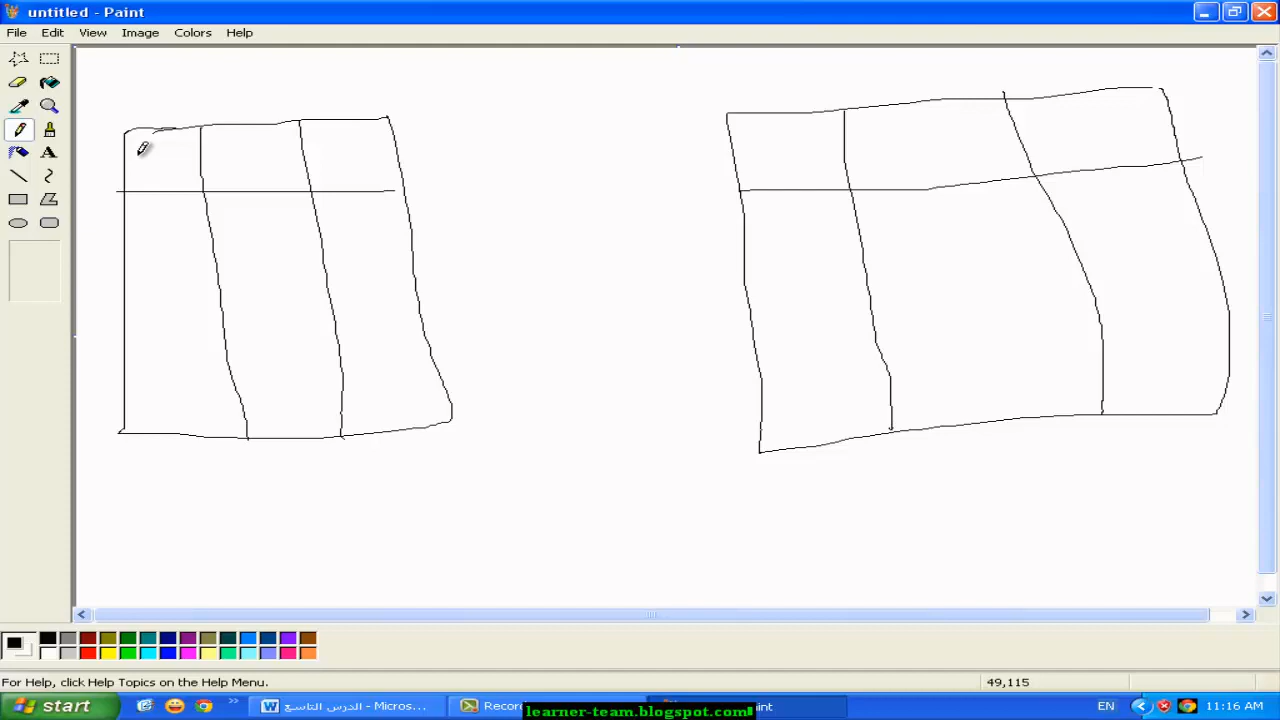 untitled - Paint
File Edit View Image Colors Help
A
For Help, click Help Topics on the Help Menu.
49,115
start
الدرس التاسع - Micros...
Recor
int
EN
11:16 AM
learner-team.blogspot.com